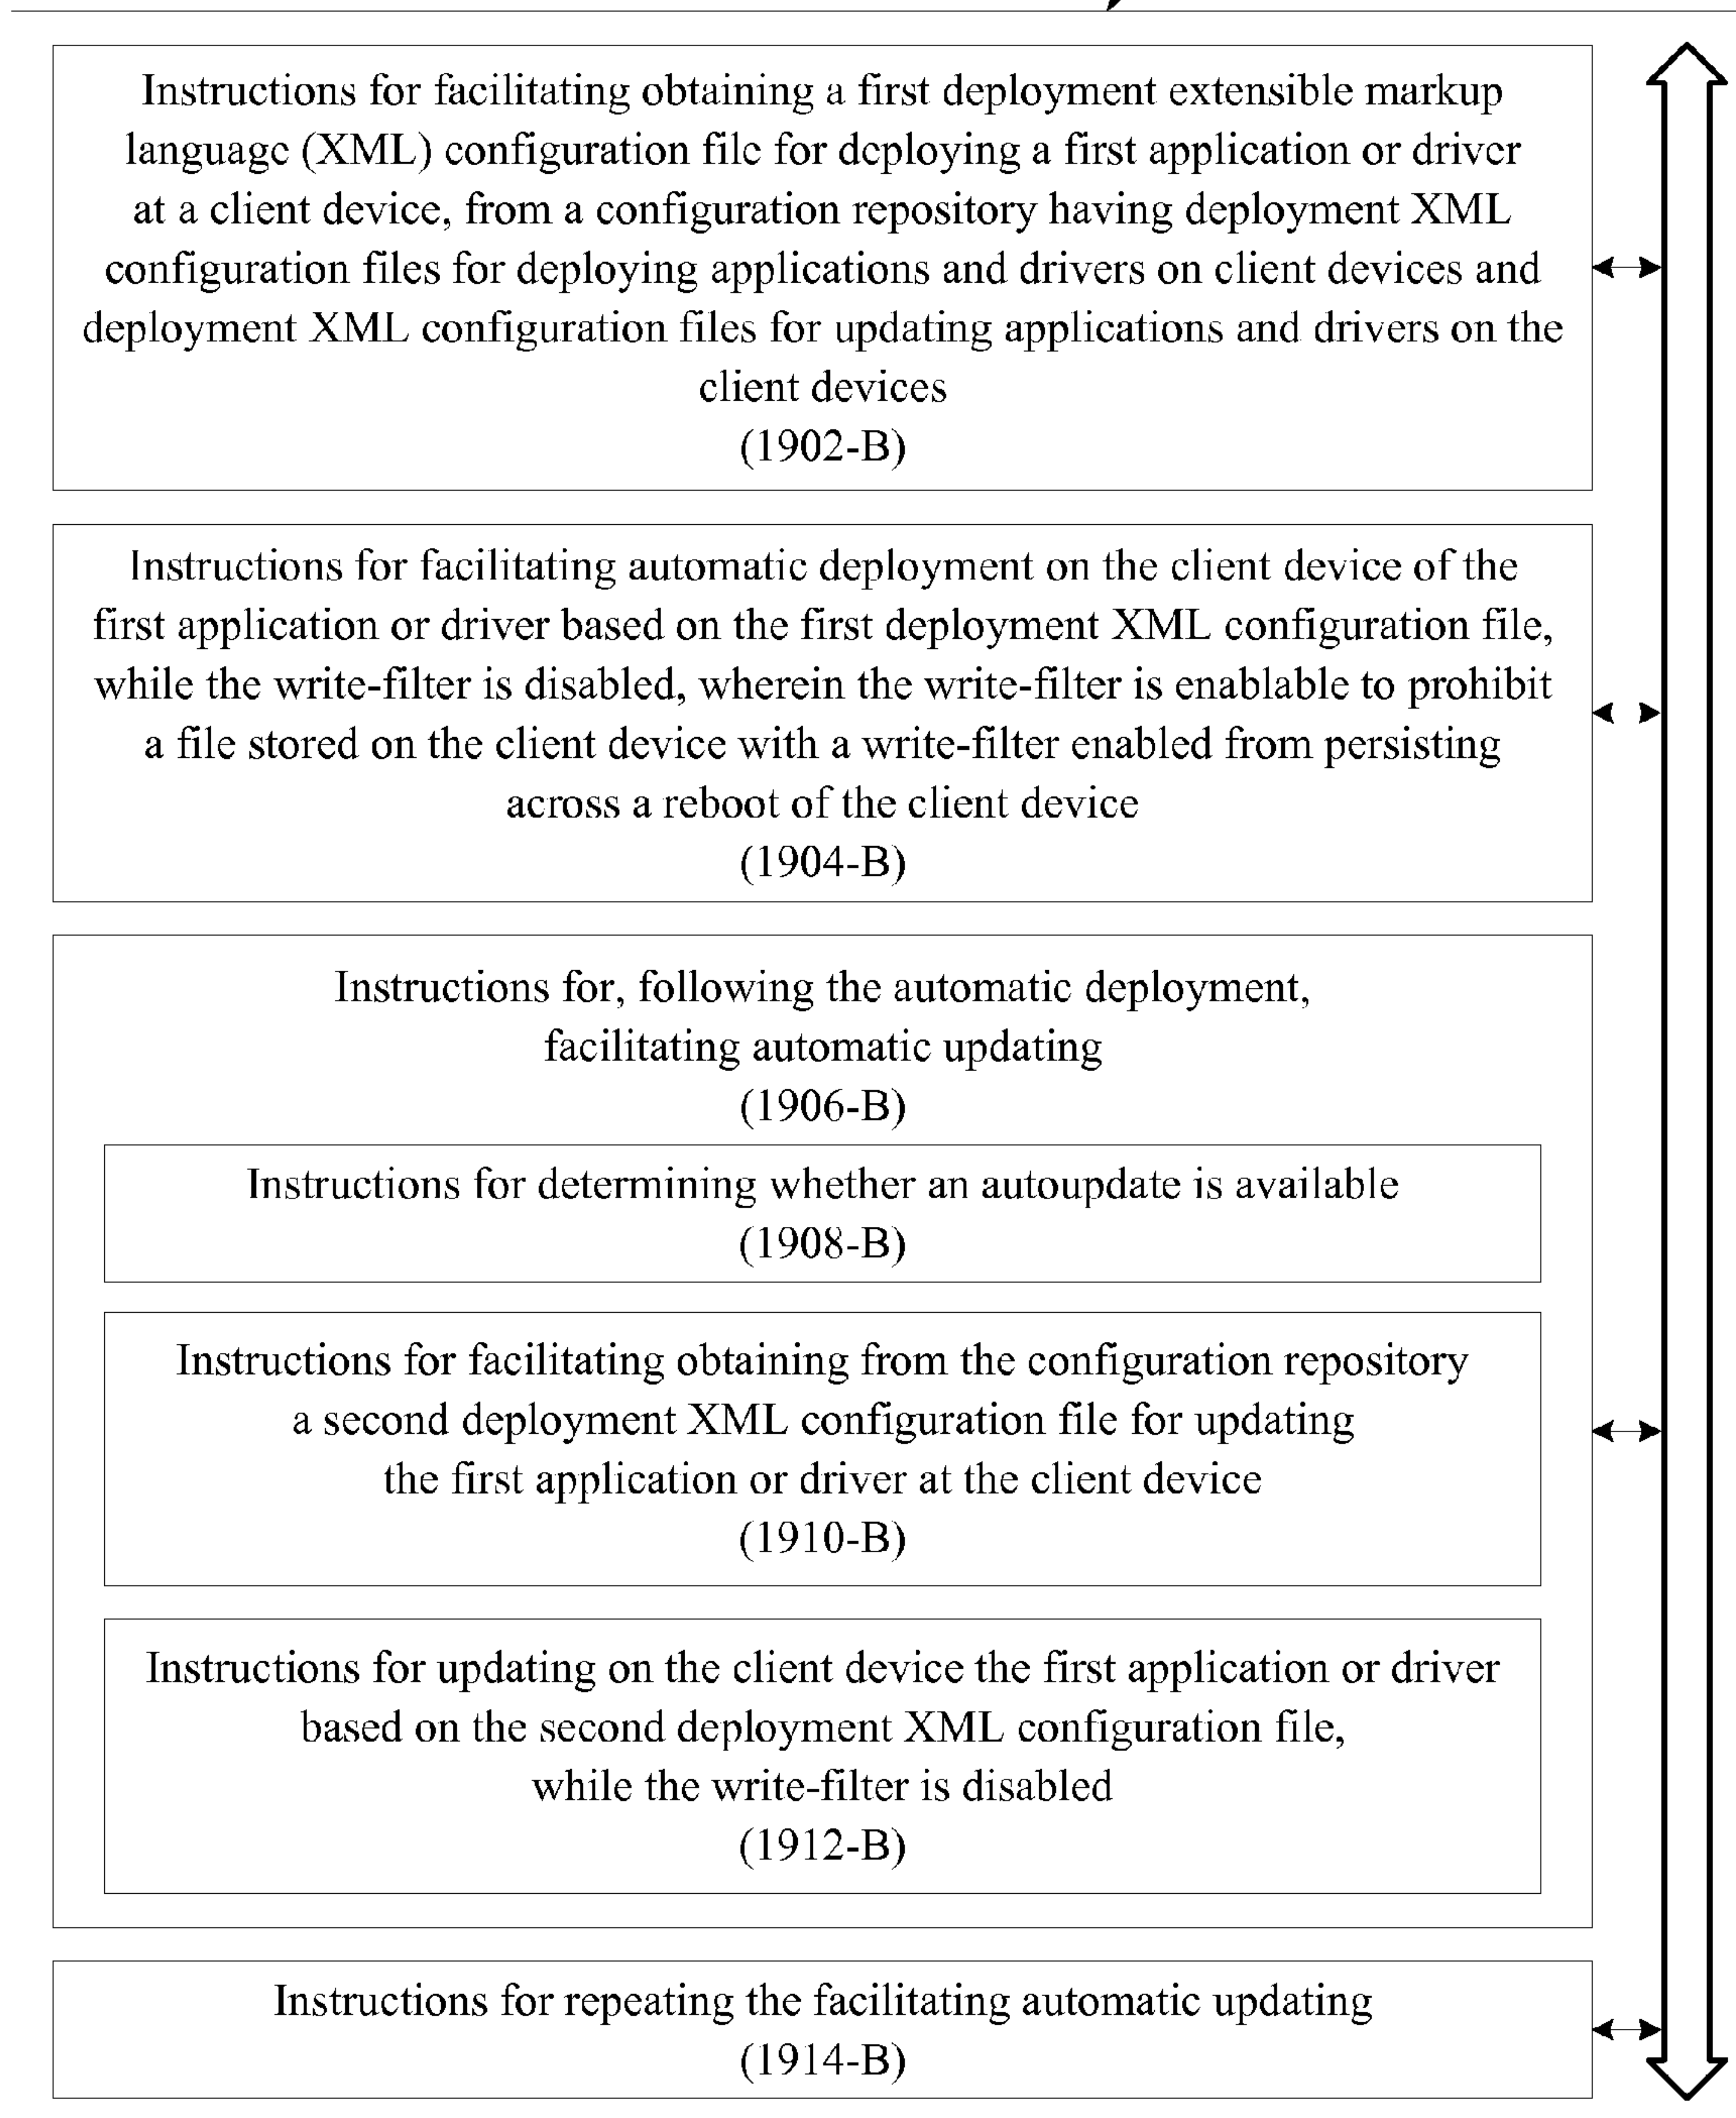 Instructions for facilitating obtaining a first deployment extensible markup
language (XML) configuration file for deploying a first application or driver
at a client device, from a configuration repository having deployment XML
configuration files for deploying applications and drivers on client devices and
deployment XML configuration files for updating applications and drivers on the
client devices
(1902-B)
Instructions for facilitating automatic deployment on the client device of the
first application or driver based on the first deployment XML configuration file,
while the write-filter is disabled, wherein the write-filter is enablable to prohibit
a file stored on the client device with a write-filter enabled from persisting
across a reboot of the client device
(1904-B)
Instructions for, following the automatic deployment,
facilitating automatic updating
(1906-B)
Instructions for determining whether an autoupdate is available
(1908-B)
Instructions for facilitating obtaining from the configuration repository
a second deployment XML configuration file for updating
the first application or driver at the client device
(1910-B)
Instructions for updating on the client device the first application or driver
based on the second deployment XML configuration file,
while the write-filter is disabled
(1912-B)
Instructions for repeating the facilitating automatic updating
(1914-B)